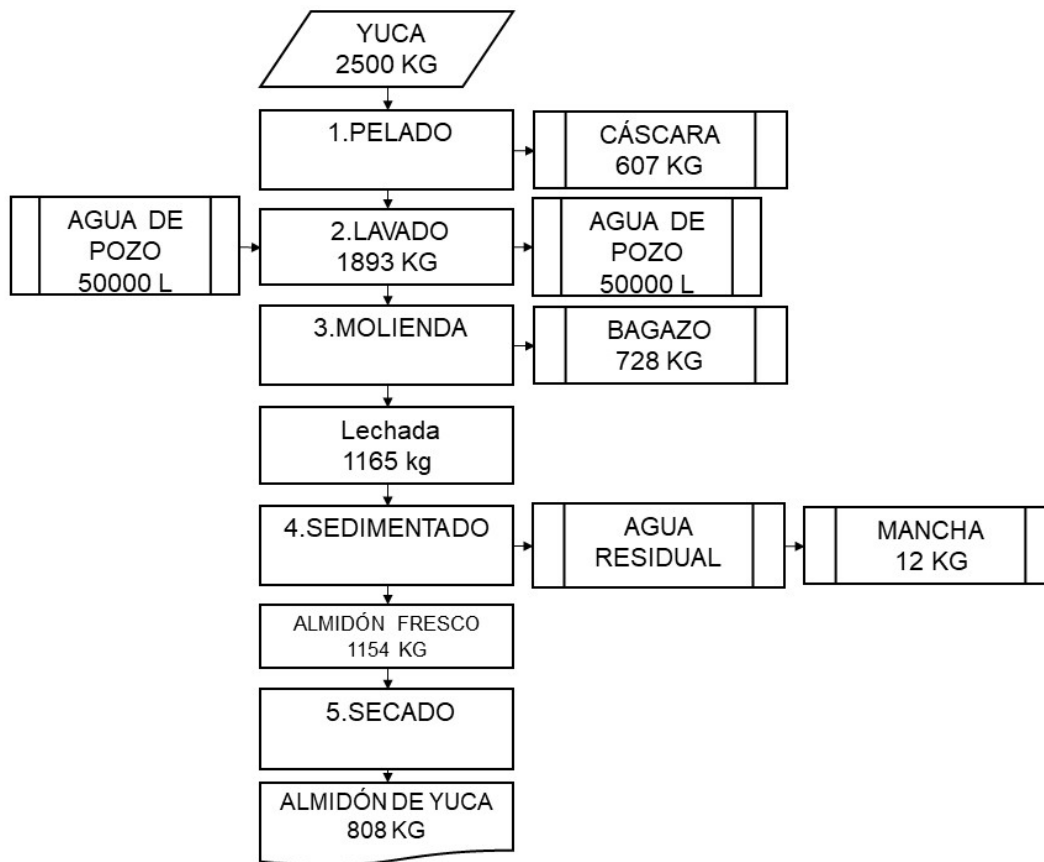 YUCA
2500 KG
1.PELADO
CÁSCARA
607 KG
AGUA DE
POZO
50000 L
2.LAVADO
1893 KG
AGUA DE
POZO
50000 L
3.MOLIENDA
BAGAZO
728 KG
Lechada
1165 kg
4.SEDIMENTADO
AGUA
RESIDUAL
MANCHA
12 KG
ALMIDÓN FRESCO
1154 KG
5.SECADO
ALMIDÓN DE YUCA
808 KG